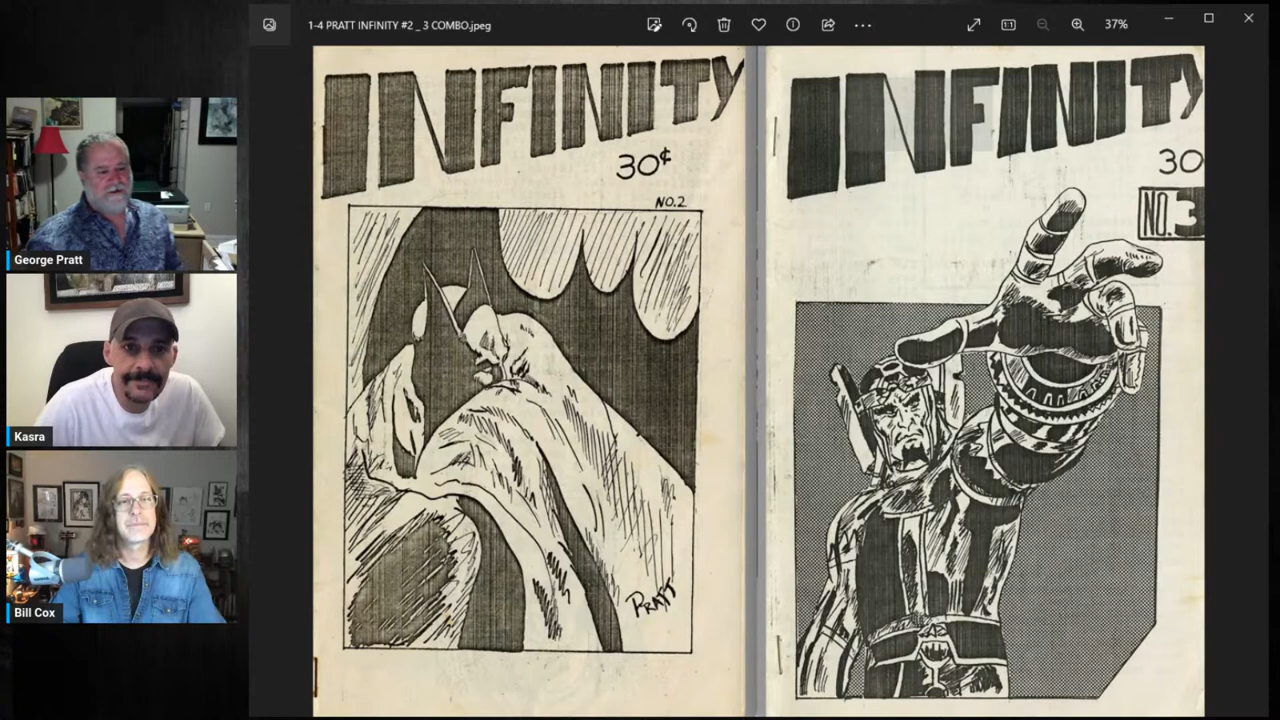 1-4 PRATT INFINITY #2 _ 3 COMBO.jpeg
37%
George Pratt
Kasra
Bill Cox
INFINITY
30¢
NO.2
PRATT
INFINITY
30
NO. 3